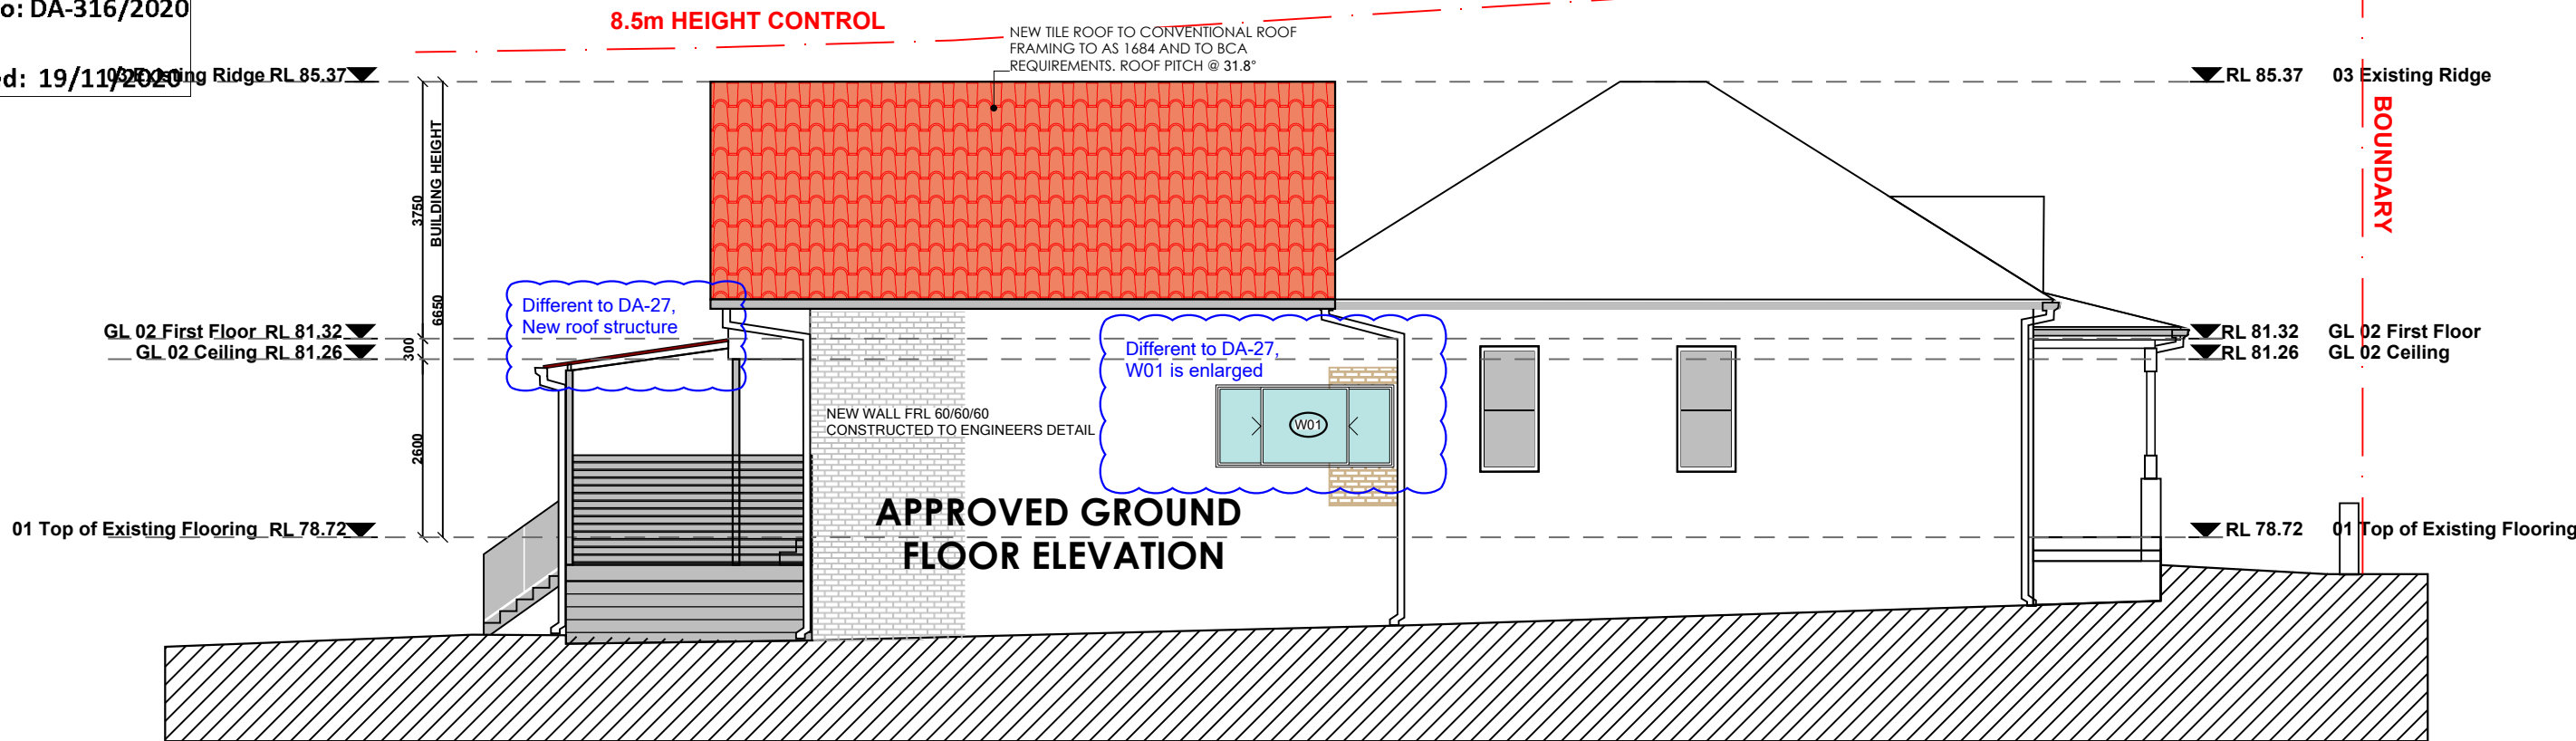 o: DA-316/2020
d: 19/11/2020
8.5m HEIGHT CONTROL
NEW TILE ROOF TO CONVENTIONAL ROOF
FRAMING TO AS 1684 AND TO BCA
REQUIREMENTS. ROOF PITCH @ 31.8°
03 Existing Ridge RL 85.37
RL 85.37 03 Existing Ridge
BOUNDARY
BUILDING HEIGHT
3750
6650
300
2600
Different to DA-27,
New roof structure
GL 02 First Floor RL 81.32
GL 02 Ceiling RL 81.26
Different to DA-27,
W01 is enlarged
W01
RL 81.32 GL 02 First Floor
RL 81.26 GL 02 Ceiling
NEW WALL FRL 60/60/60
CONSTRUCTED TO ENGINEERS DETAIL
APPROVED GROUND
FLOOR ELEVATION
01 Top of Existing Flooring RL 78.72
RL 78.72 01 Top of Existing Flooring